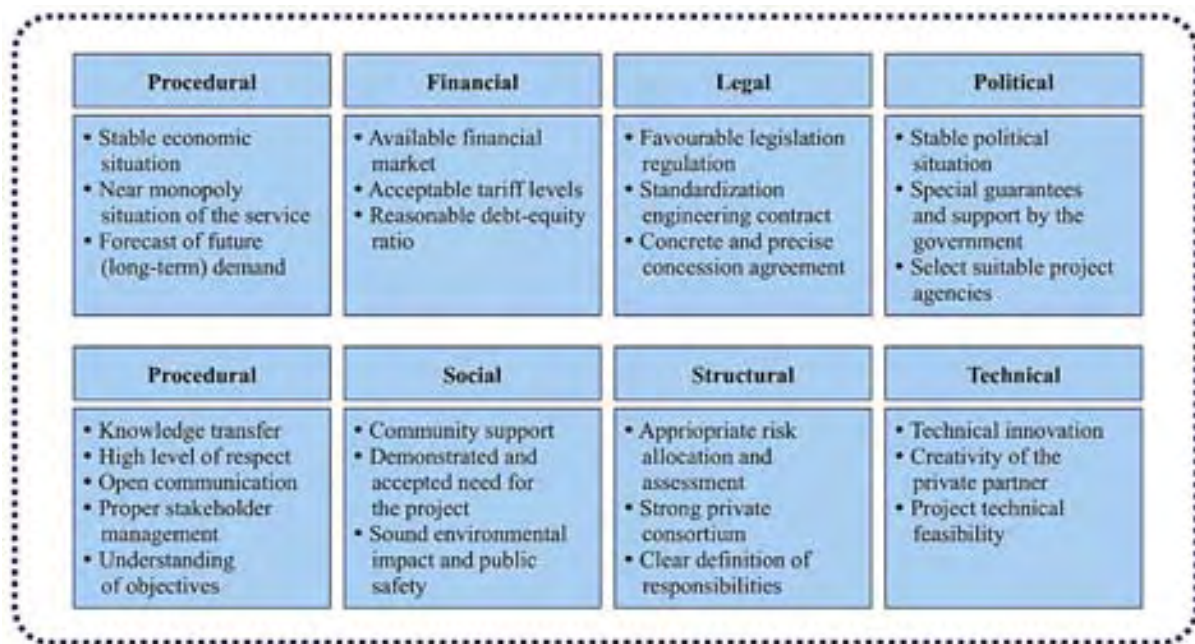 Procedural
• Stable economic
situation
• Near monopoly
situation of the service
• Forecast of future
(long-term) demand
Financial
• Available financial
market
• Acceptable tariff levels
• Reasonable debt-equity
ratio
Legal
• Favourable legislation
regulation
• Standardization
engineering contract
• Concrete and precise
concession agreement
Political
• Stable political
situation
• Special guarantees
and support by the
government
• Select suitable project
agencies
Procedural
• Knowledge transfer
• High level of respect
• Open communication
• Proper stakeholder
management
• Understanding
of objectives
Social
• Community support
• Demonstrated and
accepted need for
the project
• Sound environmental
impact and public
safety
Structural
• Appriopriate risk
allocation and
assessment
• Strong private
consortium
• Clear definition of
responsibilities
Technical
• Technical innovation
• Creativity of the
private partner
• Project technical
feasibility